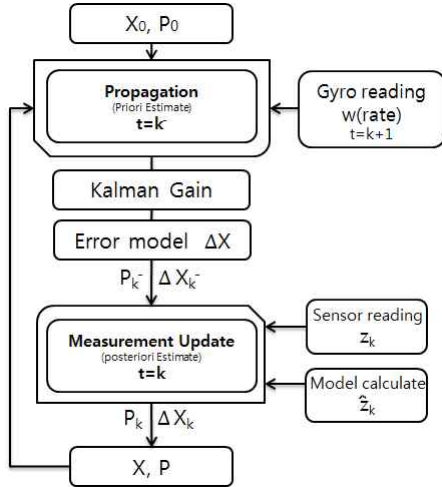 X₀, P₀
Propagation
(Priori Estimate)
t=k⁻
Gyro reading
w(rate)
t=k+1
Kalman Gain
Error model ΔX
Pₖ⁻ ΔXₖ⁻
Measurement Update
(posteriori Estimate)
t=k
Sensor reading
zₖ
Model calculate
ẑₖ
Pₖ ΔXₖ
X, P